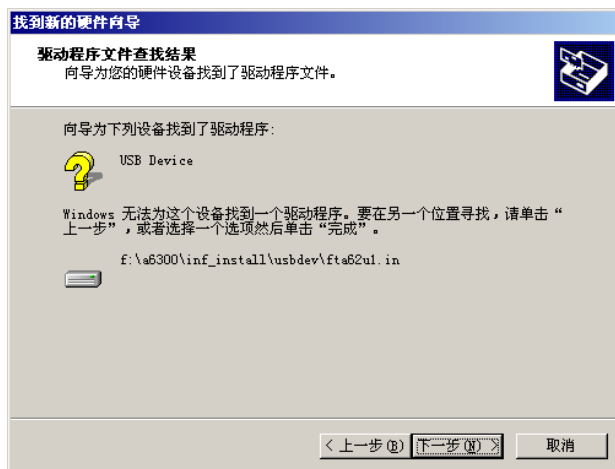 找到新的硬件向导
驱动程序文件查找结果
向导为您的硬件设备找到了驱动程序文件。
向导为下列设备找到了驱动程序:
USB Device
Windows 无法为这个设备找到一个驱动程序。要在另一个位置寻找，请单击“
上一步”，或者选择一个选项然后单击“完成”。
f:\a6300\inf_install\usbdev\fta62u1.in
< 上一步(B)
下一步(N) >
取消